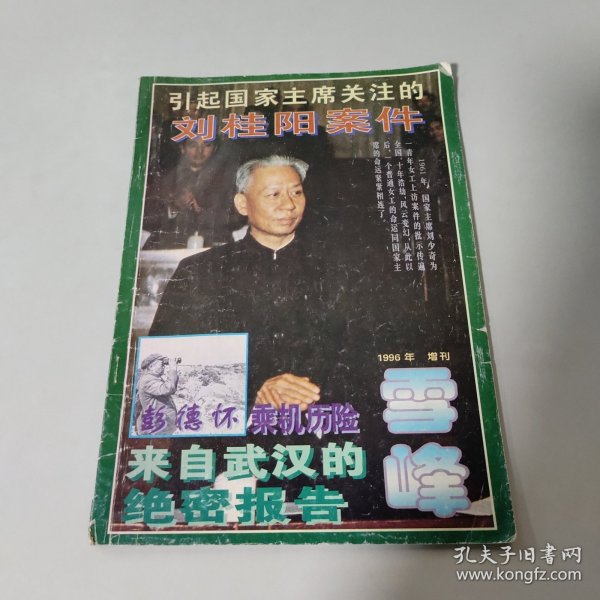 引起国家主席关注的
刘桂阳案件
1961年,国家主席刘少奇为
一青年女工上访案件的批示传遍
全国,十年浩劫,风云变幻,从此以
后,一个普通女工的命运同国家主
席的命运紧紧相连了。
1996年 增刊
雪峰
彭德怀 乘机历险
来自武汉的
绝密报告
孔夫子旧书网
www.kongfz.com